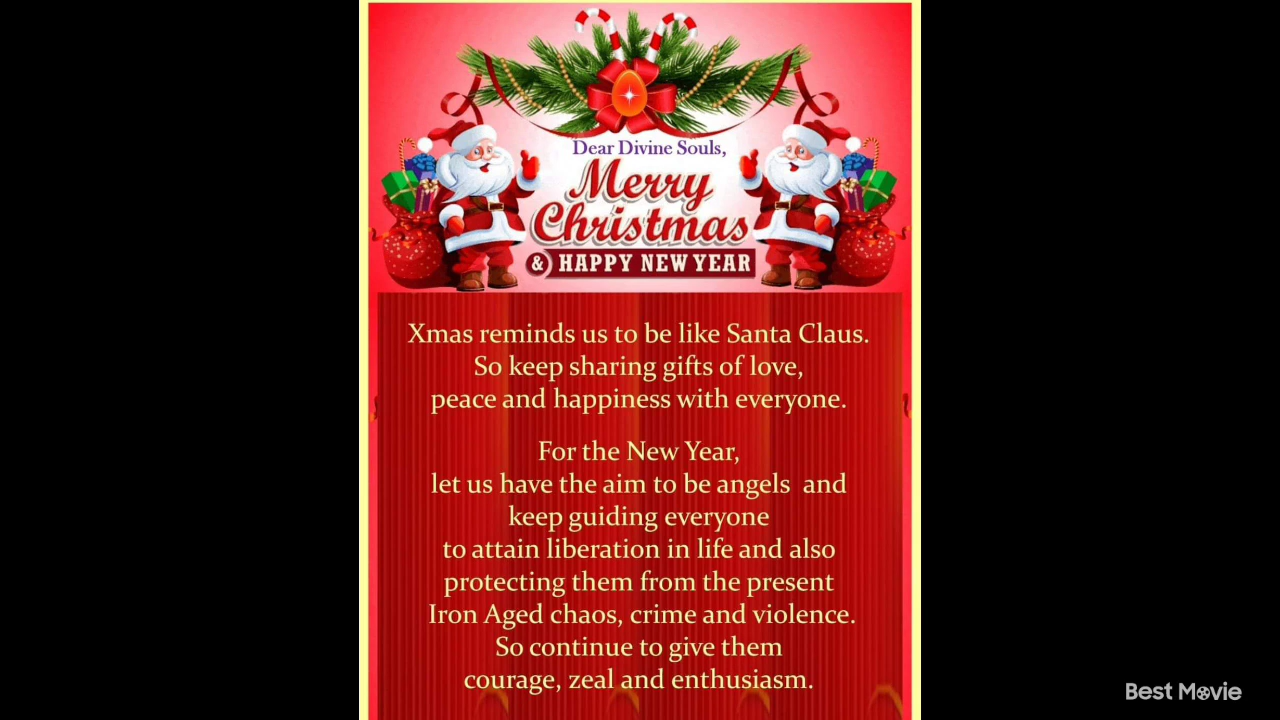 Dear Divine Souls,
Merry
Christmas
& HAPPY NEW YEAR
Xmas reminds us to be like Santa Claus.
So keep sharing gifts of love,
peace and happiness with everyone.
For the New Year,
let us have the aim to be angels  and
keep guiding everyone
to attain liberation in life and also
protecting them from the present
Iron Aged chaos, crime and violence.
So continue to give them
courage, zeal and enthusiasm.
Best Movie